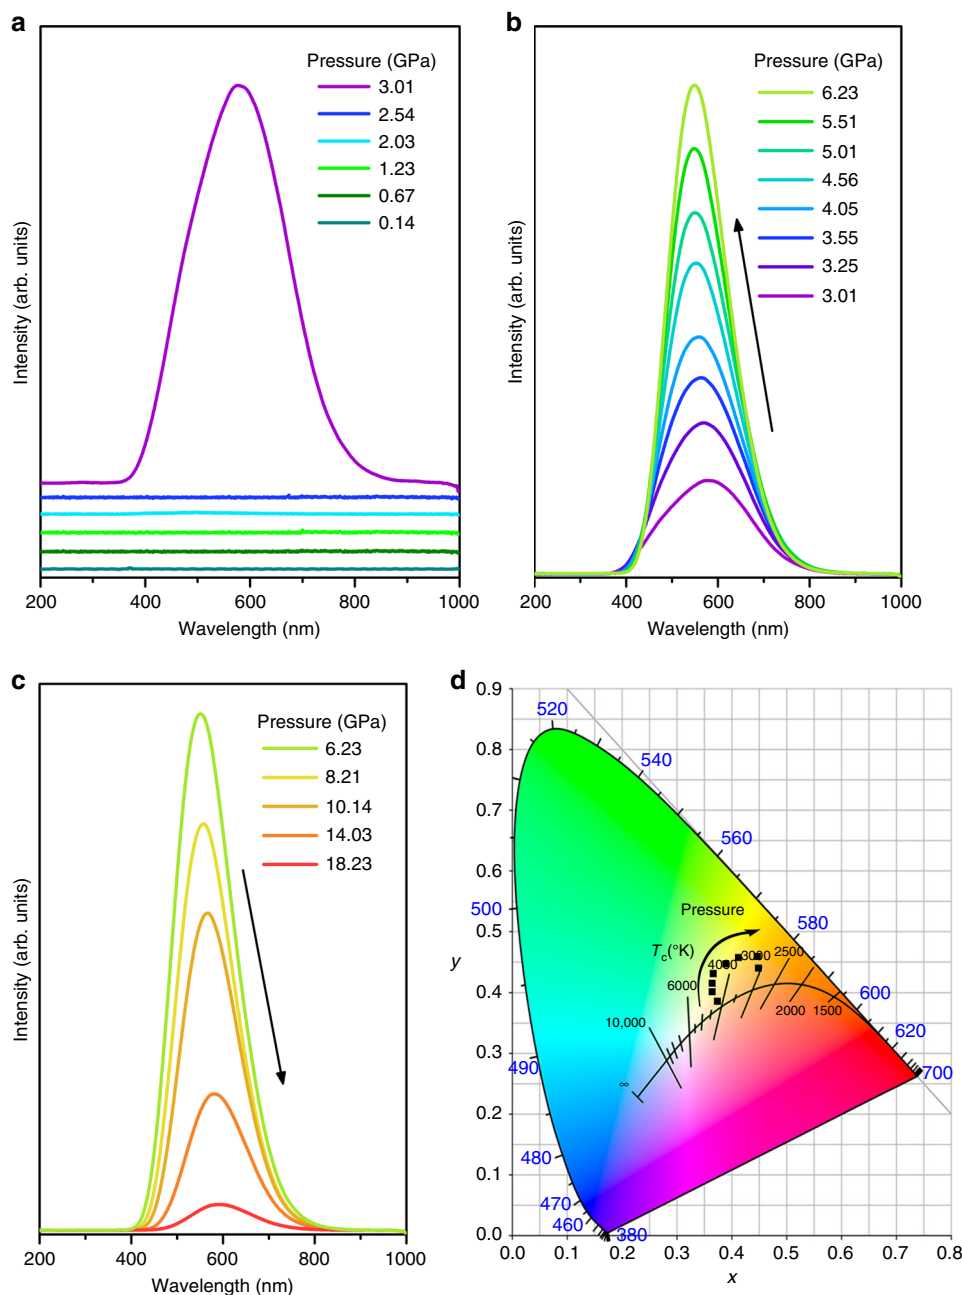 a
Pressure (GPa)
3.01
2.54
2.03
1.23
0.67
0.14
Intensity (arb. units)
200 400 600 800 1000
Wavelength (nm)
b
Pressure (GPa)
6.23
5.51
5.01
4.56
4.05
3.55
3.25
3.01
Intensity (arb. units)
200 400 600 800 1000
Wavelength (nm)
c
Pressure (GPa)
6.23
8.21
10.14
14.03
18.23
Intensity (arb. units)
200 400 600 800 1000
Wavelength (nm)
d
0.9
0.8
0.7
0.6
0.5
0.4
0.3
0.2
0.1
0.0
y
520
540
560
500
580
600
620
700
490
480
470
460
380
Pressure
Tc(°K)
2500
3000
4000
6000
2000
1500
10,000
∞
0.0 0.1 0.2 0.3 0.4 0.5 0.6 0.7 0.8
x